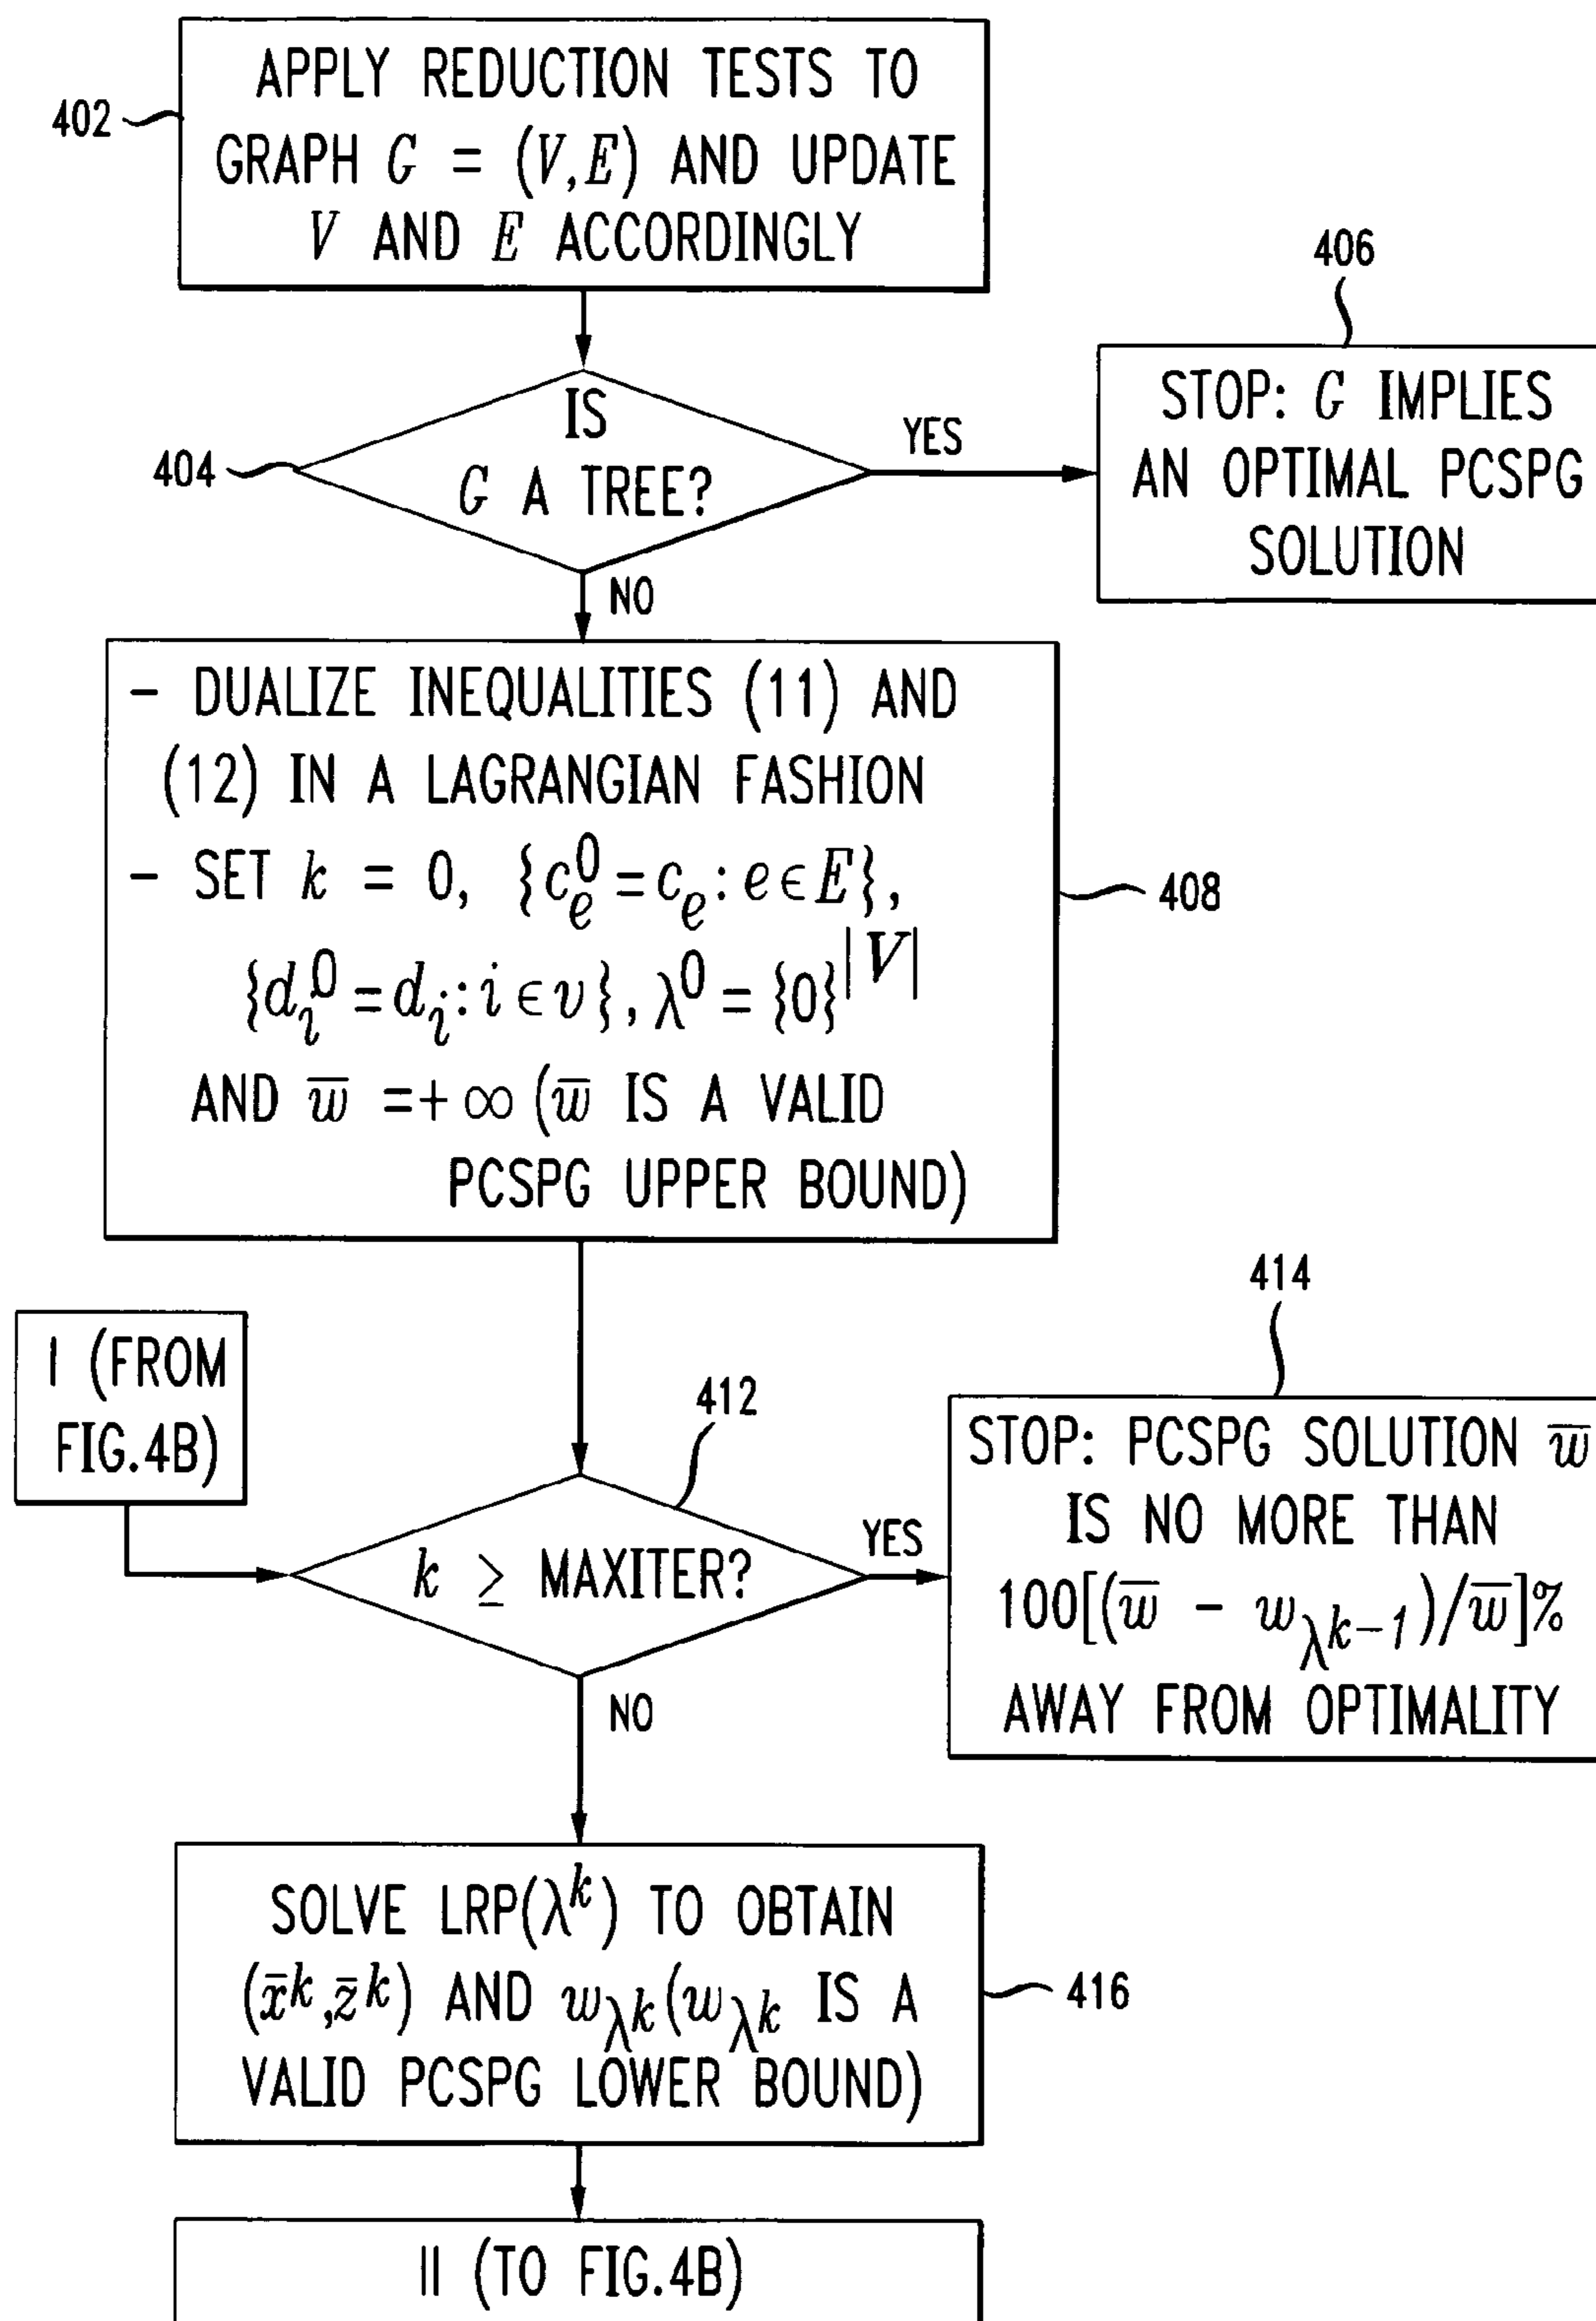 402
APPLY REDUCTION TESTS TO
GRAPH G = (V,E) AND UPDATE
V AND E ACCORDINGLY
406
404
IS
G A TREE?
YES
STOP: G IMPLIES
AN OPTIMAL PCSPG
SOLUTION
NO
– DUALIZE INEQUALITIES (11) AND
(12) IN A LAGRANGIAN FASHION
– SET k = 0, {c_e^0 = c_e : e ∈ E},
{d_i^0 = d_i : i ∈ v}, λ^0 = {0}^|V|
AND w̅ =+ ∞ (w̅ IS A VALID
PCSPG UPPER BOUND)
408
I (FROM
FIG.4B)
412
k ≥ MAXITER?
YES
414
STOP: PCSPG SOLUTION w̅
IS NO MORE THAN
100[(w̅ – w_{λ^{k–1}})/w̅]%
AWAY FROM OPTIMALITY
NO
SOLVE LRP(λ^k) TO OBTAIN
(x̅^k,z̅^k) AND w_{λ^k}(w_{λ^k} IS A
VALID PCSPG LOWER BOUND)
416
II (TO FIG.4B)